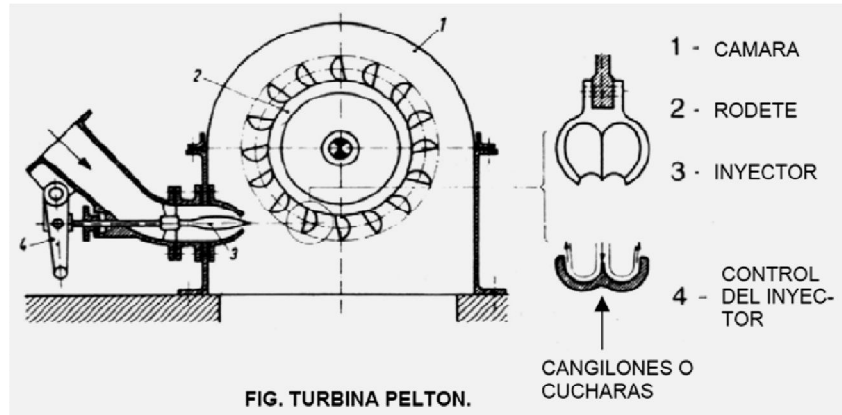 1
2
3
4
1 - CAMARA
2 - RODETE
3 - INYECTOR
4 - CONTROL
DEL INYEC-
TOR
CANGILONES O
CUCHARAS
FIG. TURBINA PELTON.